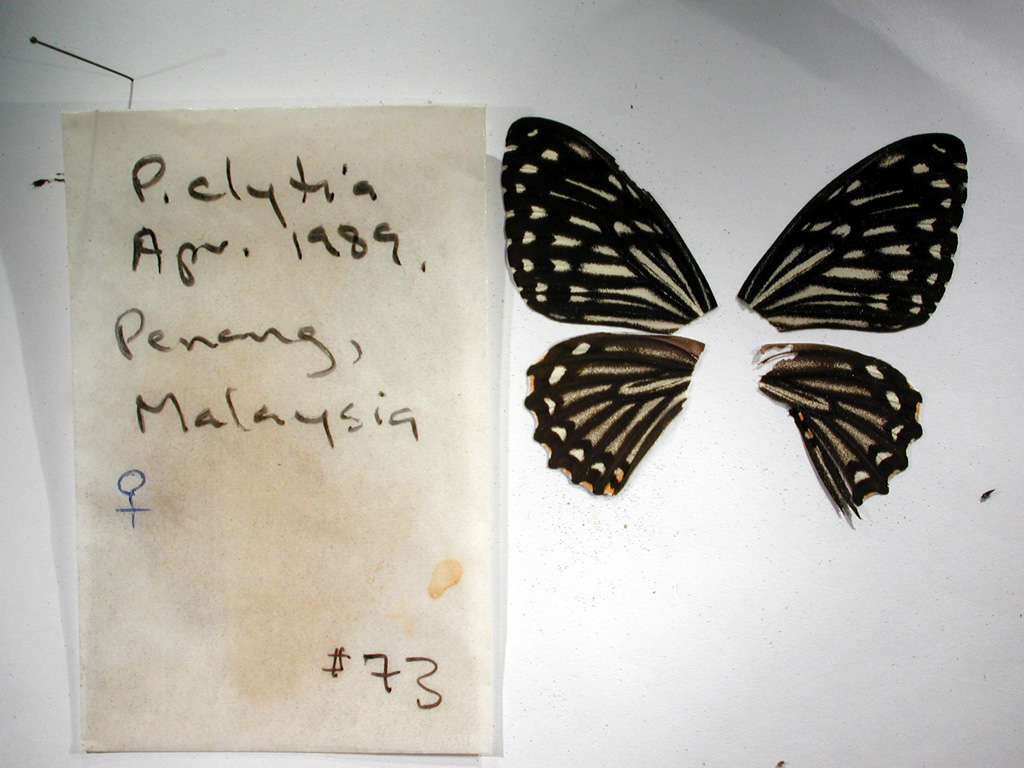 P. clytia
Apr. 1989.
Penang,
Malaysia
♀
#73